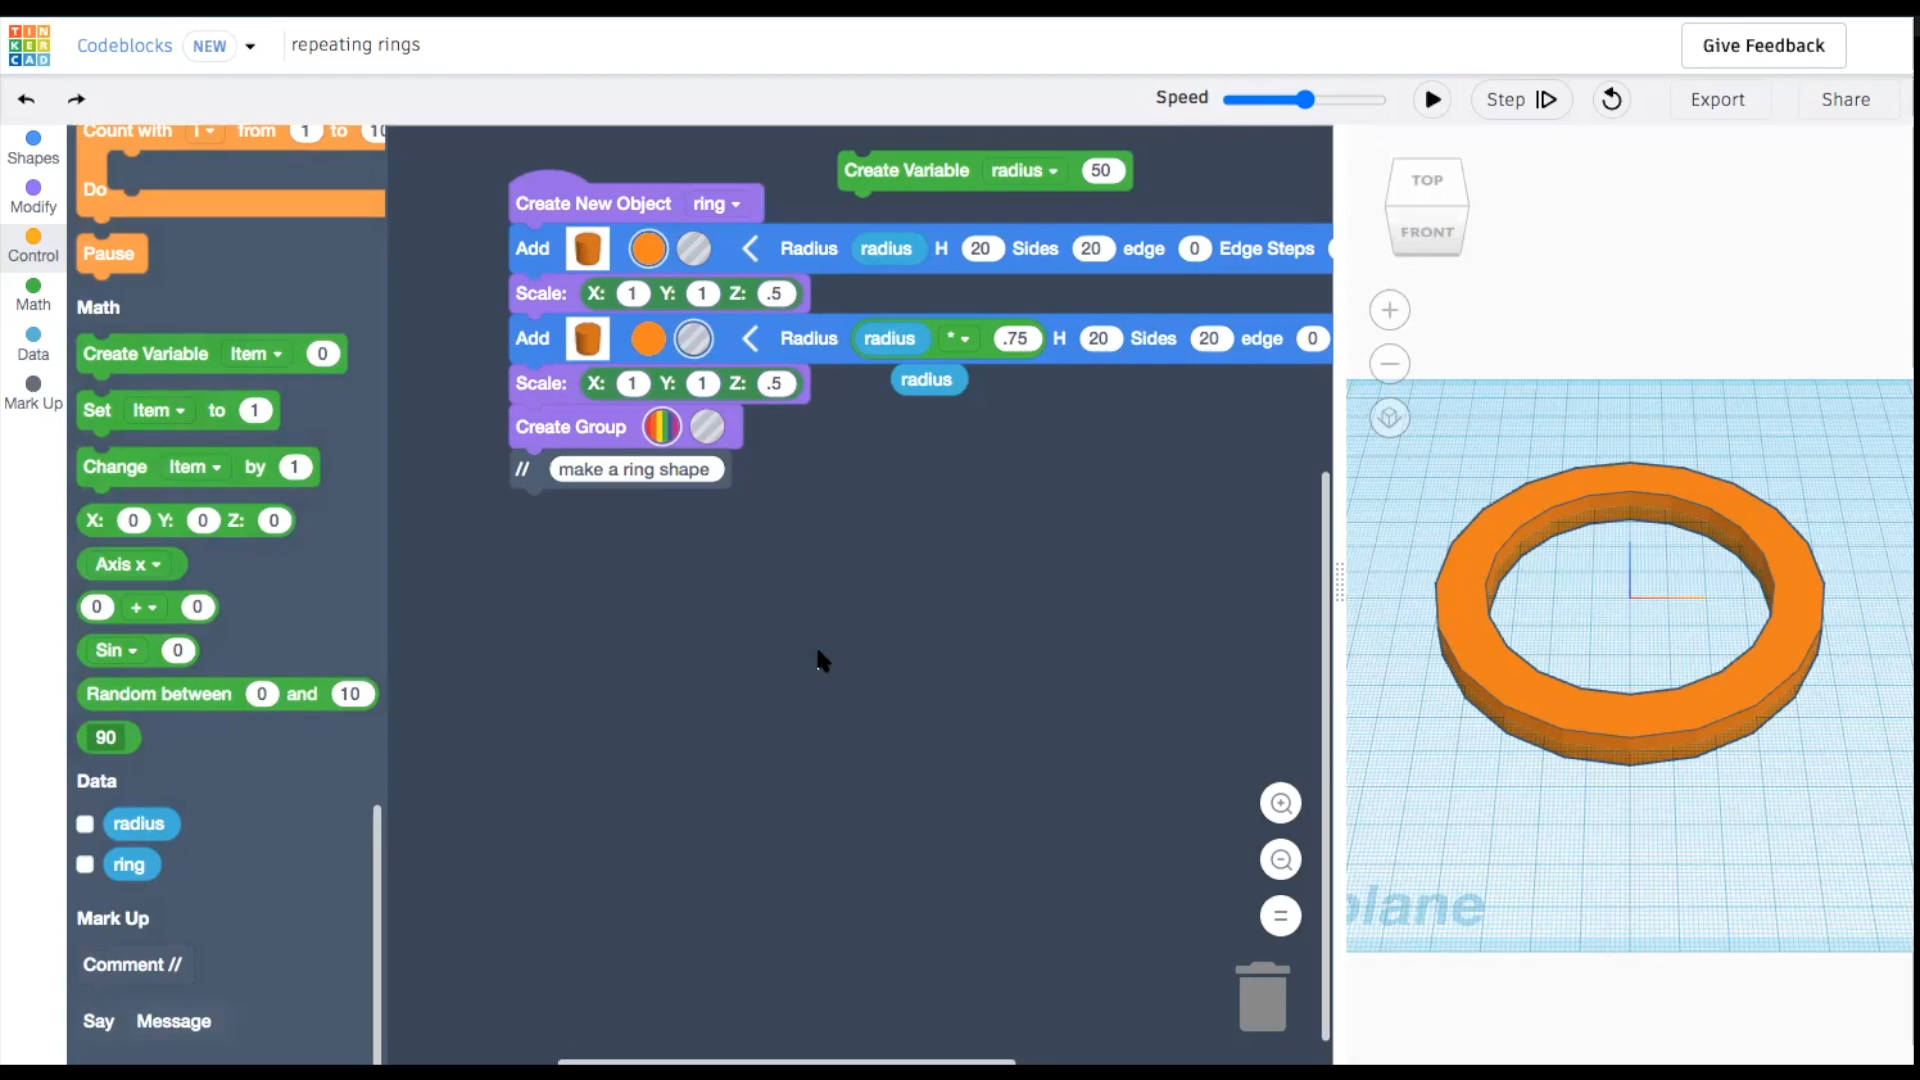 TIN
KER
CAD
Codeblocks NEW repeating rings
Give Feedback
Speed Step Export Share
Shapes
Modify
Control
Math
Data
Mark Up
Count with i from 1 to 10
Do
Pause
Math
Create Variable Item 0
Set Item to 1
Change Item by 1
X: 0 Y: 0 Z: 0
Axis x
0 + 0
Sin 0
Random between 0 and 10
90
Data
radius
ring
Mark Up
Comment //
Say Message
Create Variable radius 50
Create New Object ring
Add Radius radius H 20 Sides 20 edge 0 Edge Steps
Scale: X: 1 Y: 1 Z: .5
Add Radius radius * .75 H 20 Sides 20 edge 0
radius
Scale: X: 1 Y: 1 Z: .5
Create Group
// make a ring shape
TOP
FRONT
plane